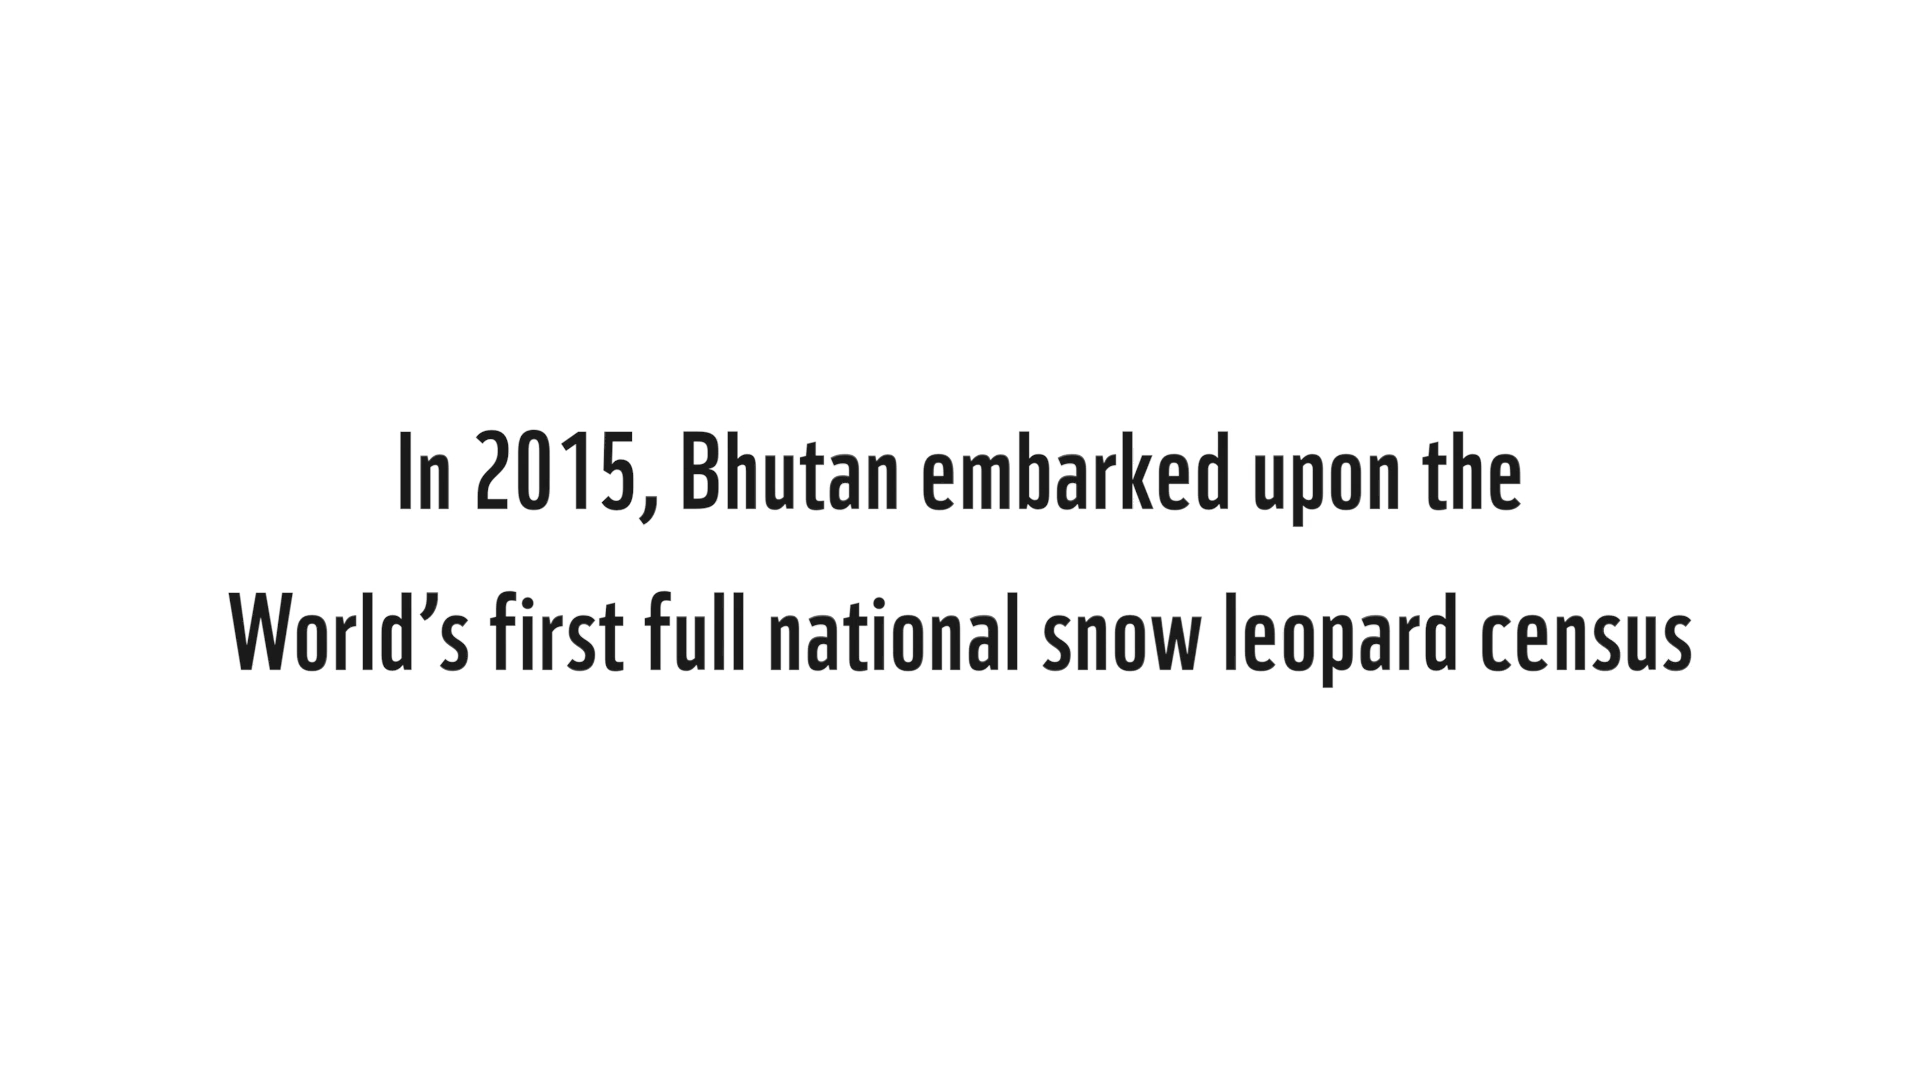 In 2015, Bhutan embarked upon the
World’s first full national snow leopard census